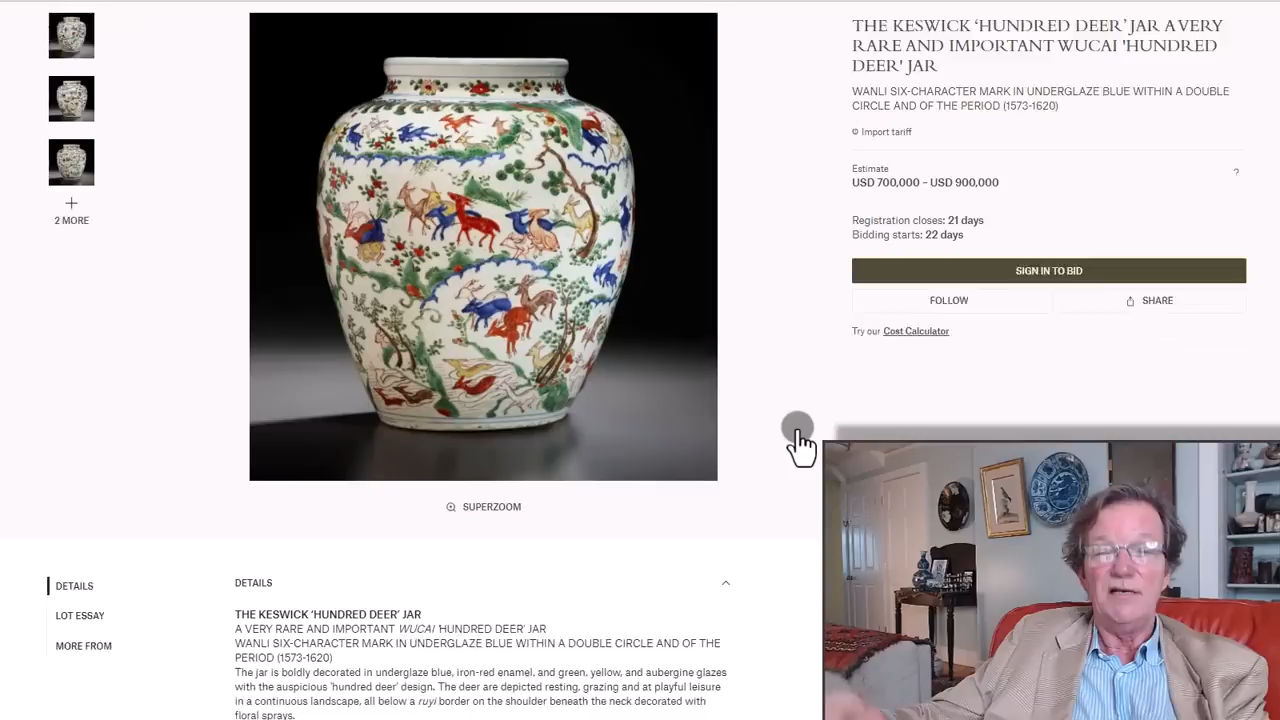 2 MORE
SUPERZOOM
THE KESWICK ‘HUNDRED DEER’ JAR A VERY
RARE AND IMPORTANT WUCAI 'HUNDRED
DEER' JAR
WANLI SIX-CHARACTER MARK IN UNDERGLAZE BLUE WITHIN A DOUBLE
CIRCLE AND OF THE PERIOD (1573-1620)
Import tariff
Estimate
?
USD 700,000 – USD 900,000
Registration closes: 21 days
Bidding starts: 22 days
SIGN IN TO BID
FOLLOW
SHARE
Try our Cost Calculator
DETAILS
LOT ESSAY
MORE FROM
DETAILS
THE KESWICK ‘HUNDRED DEER’ JAR
A VERY RARE AND IMPORTANT WUCAI 'HUNDRED DEER' JAR
WANLI SIX-CHARACTER MARK IN UNDERGLAZE BLUE WITHIN A DOUBLE CIRCLE AND OF THE
PERIOD (1573-1620)
The jar is boldly decorated in underglaze blue, iron-red enamel, and green, yellow, and aubergine glazes
with the auspicious 'hundred deer' design. The deer are depicted resting, grazing and at playful leisure
in a continuous landscape, all below a ruyi border on the shoulder beneath the neck decorated with
floral sprays.